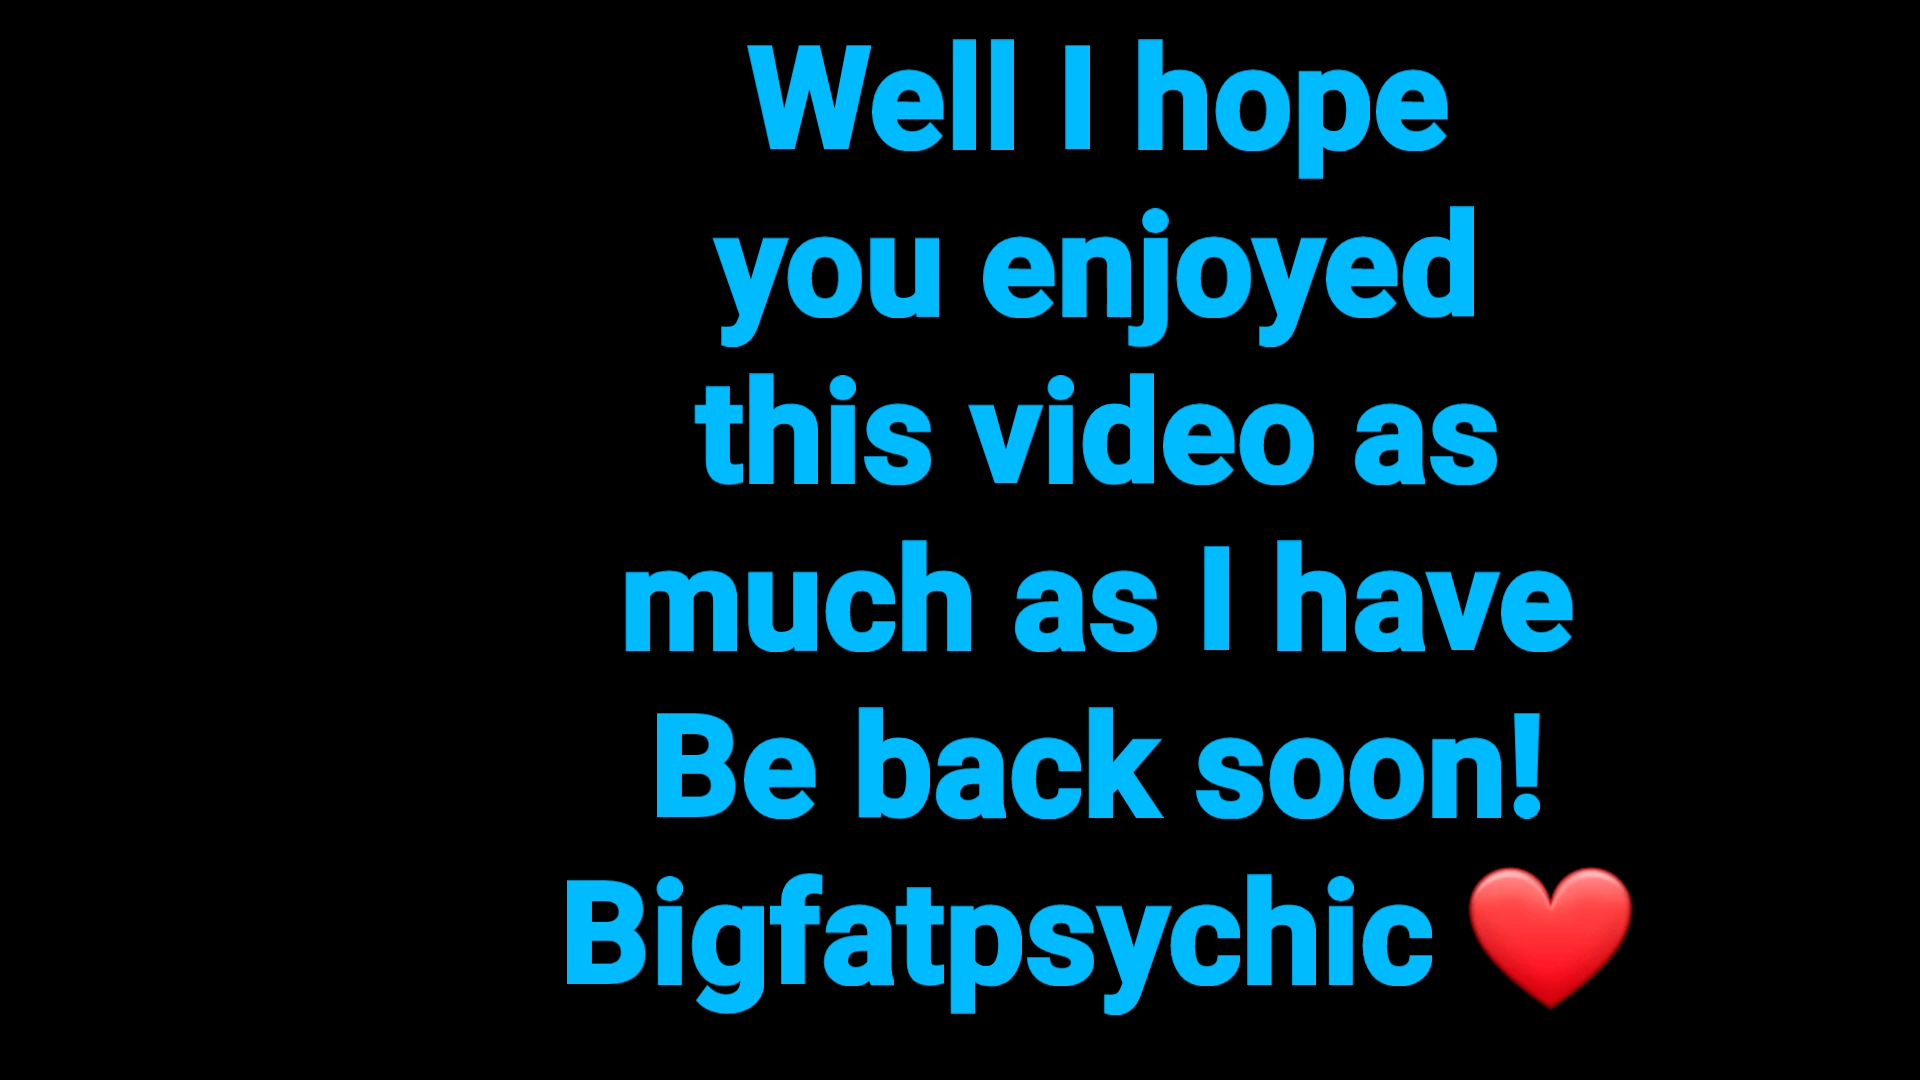 Well I hope
you enjoyed
this video as
much as I have
Be back soon!
Bigfatpsychic ❤️